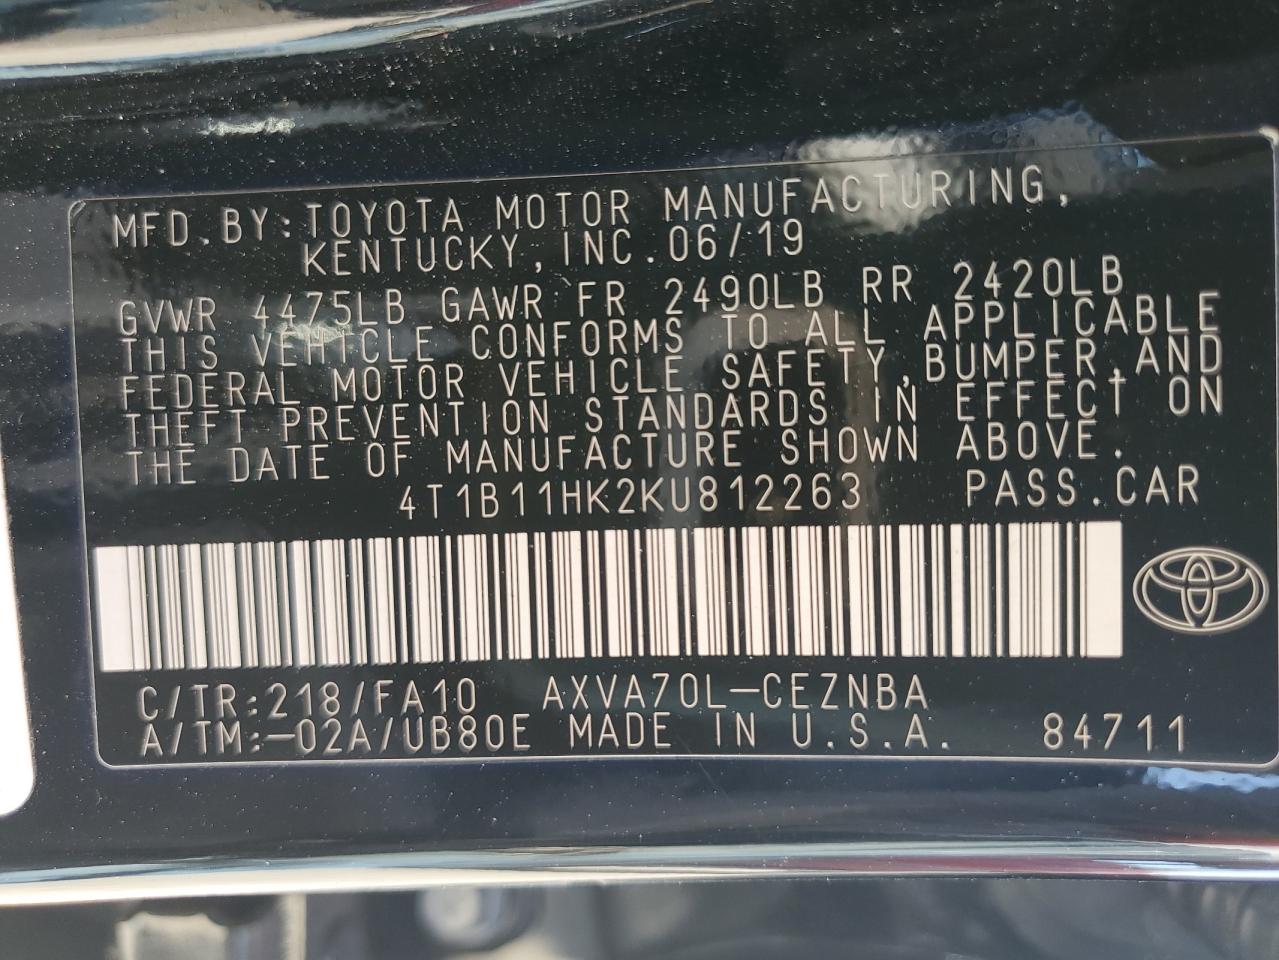 MFD.BY:TOYOTA MOTOR MANUFACTURING,
KENTUCKY,INC.06/19
GVWR 4475LB GAWR FR 2490LB RR 2420LB
THIS VEHICLE CONFORMS TO ALL APPLICABLE
FEDERAL MOTOR VEHICLE SAFETY,BUMPER,AND
THEFT PREVENTION STANDARDS IN EFFECT ON
THE DATE OF MANUFACTURE SHOWN ABOVE.
4T1B11HK2KU812263 PASS.CAR
C/TR:218/FA10 AXVA70L-CEZNBA
A/TM:-02A/UB80E MADE IN U.S.A. 84711